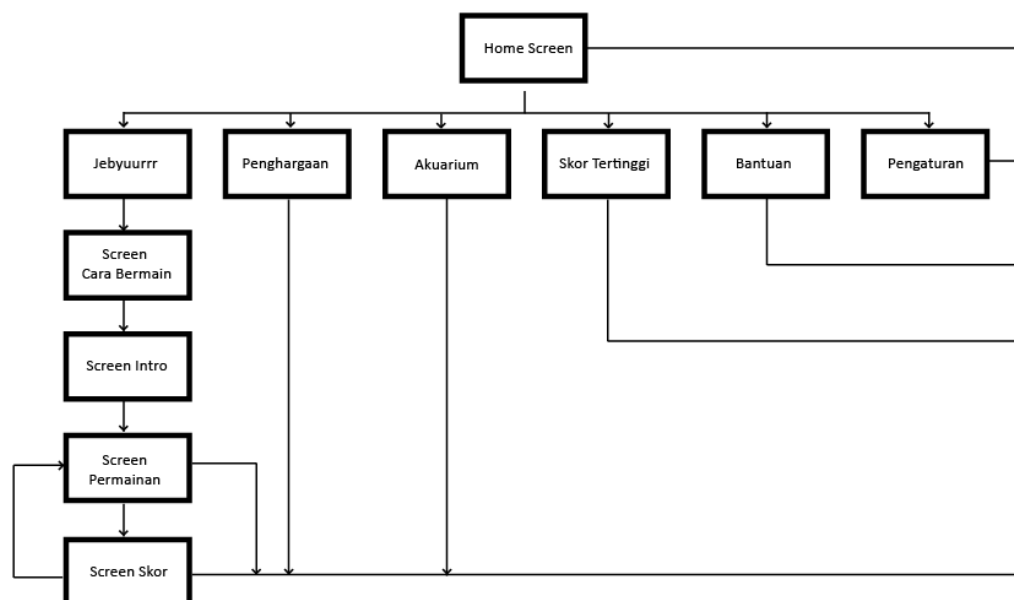 Home Screen
Jebyuurrr
Penghargaan
Akuarium
Skor Tertinggi
Bantuan
Pengaturan
Screen
Cara Bermain
Screen Intro
Screen
Permainan
Screen Skor